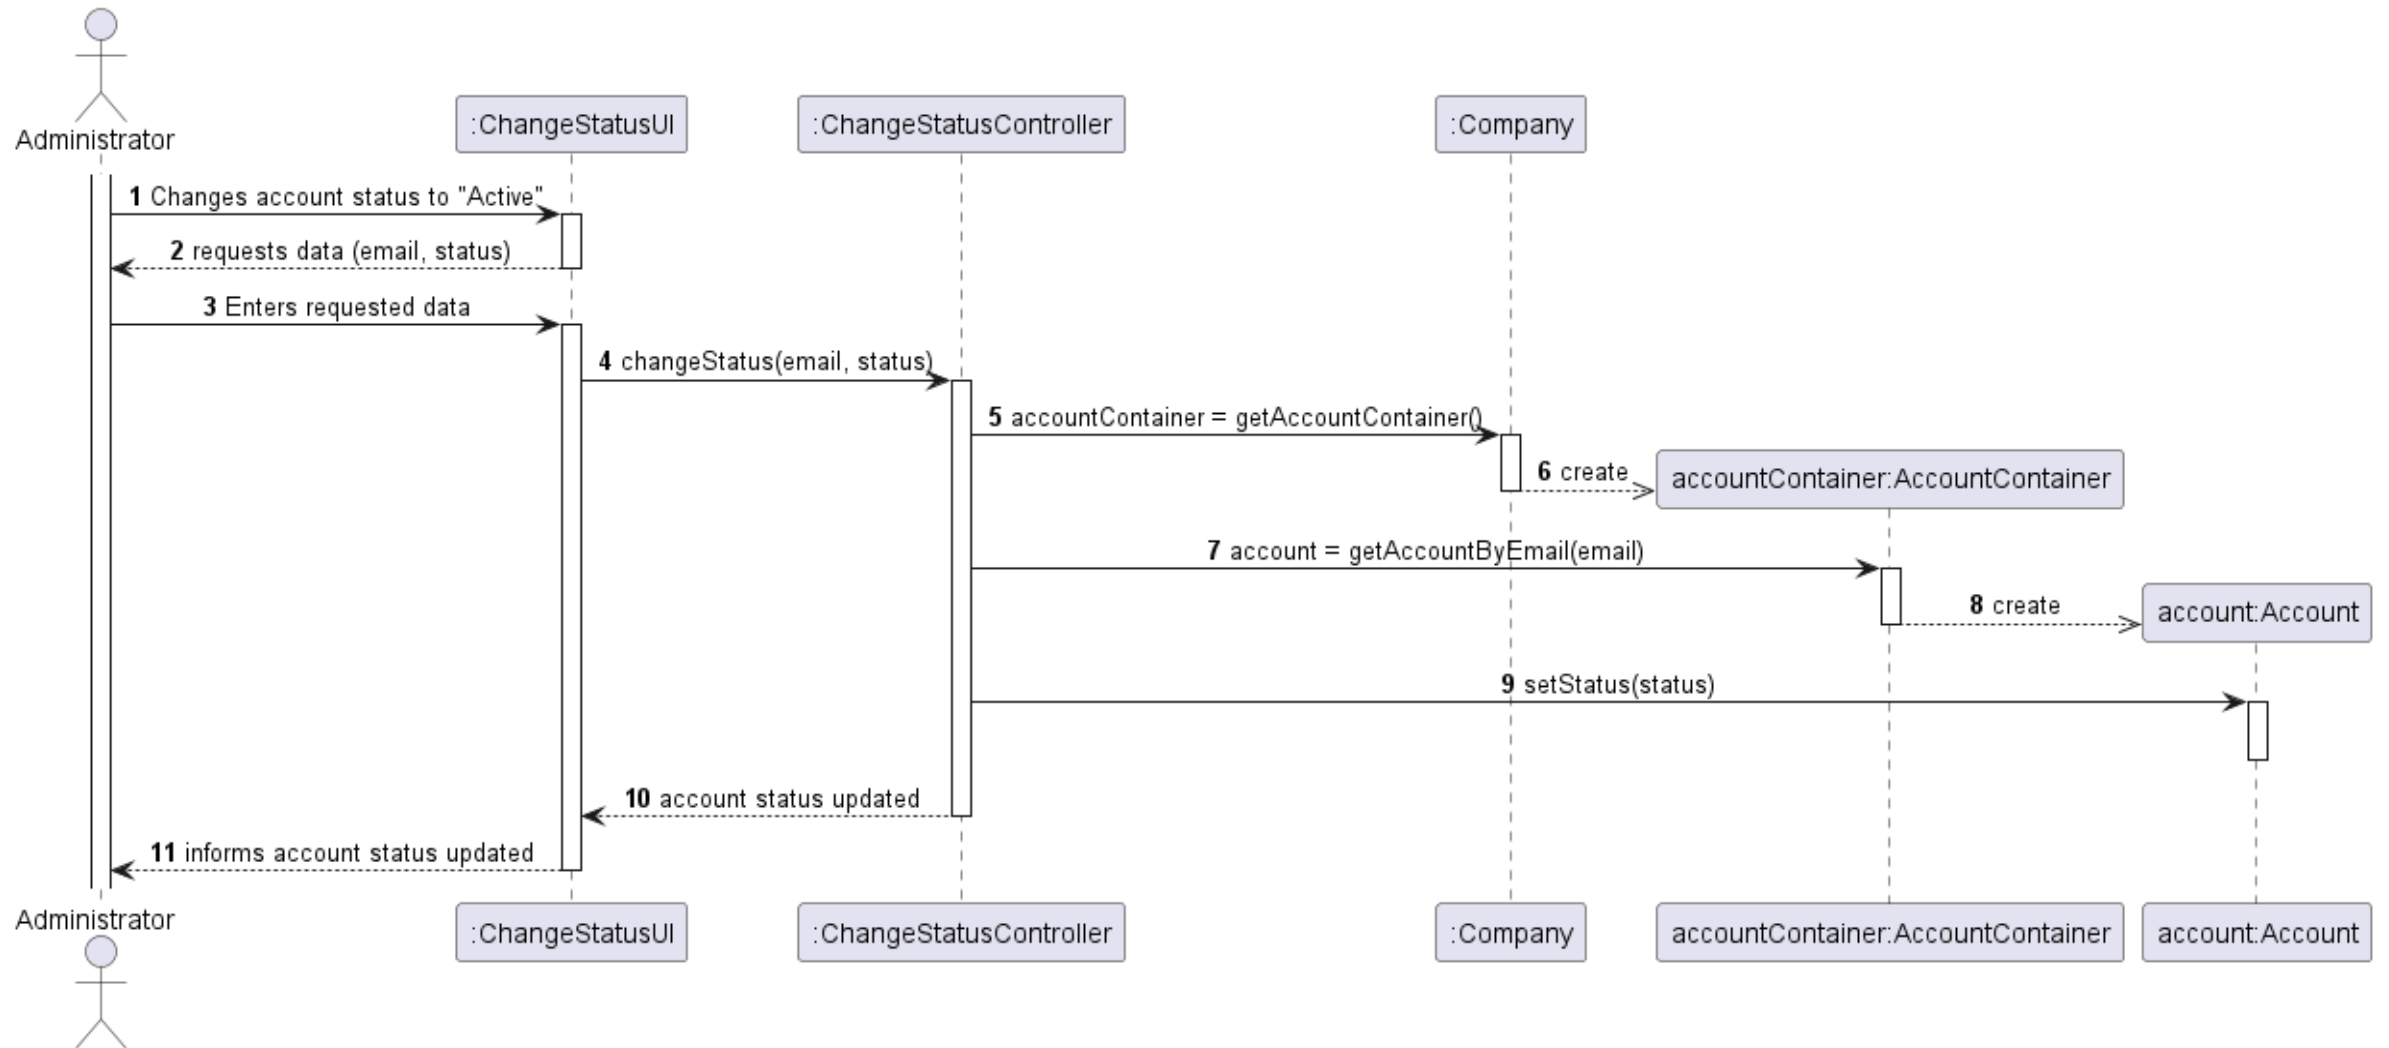 Administrator
:ChangeStatusUI
:ChangeStatusController
:Company
1 Changes account status to "Active"
2 requests data (email, status)
3 Enters requested data
4 changeStatus(email, status)
5 accountContainer = getAccountContainer()
6 create
accountContainer:AccountContainer
7 account = getAccountByEmail(email)
8 create
account:Account
9 setStatus(status)
10 account status updated
11 informs account status updated
Administrator
:ChangeStatusUI
:ChangeStatusController
:Company
accountContainer:AccountContainer
account:Account